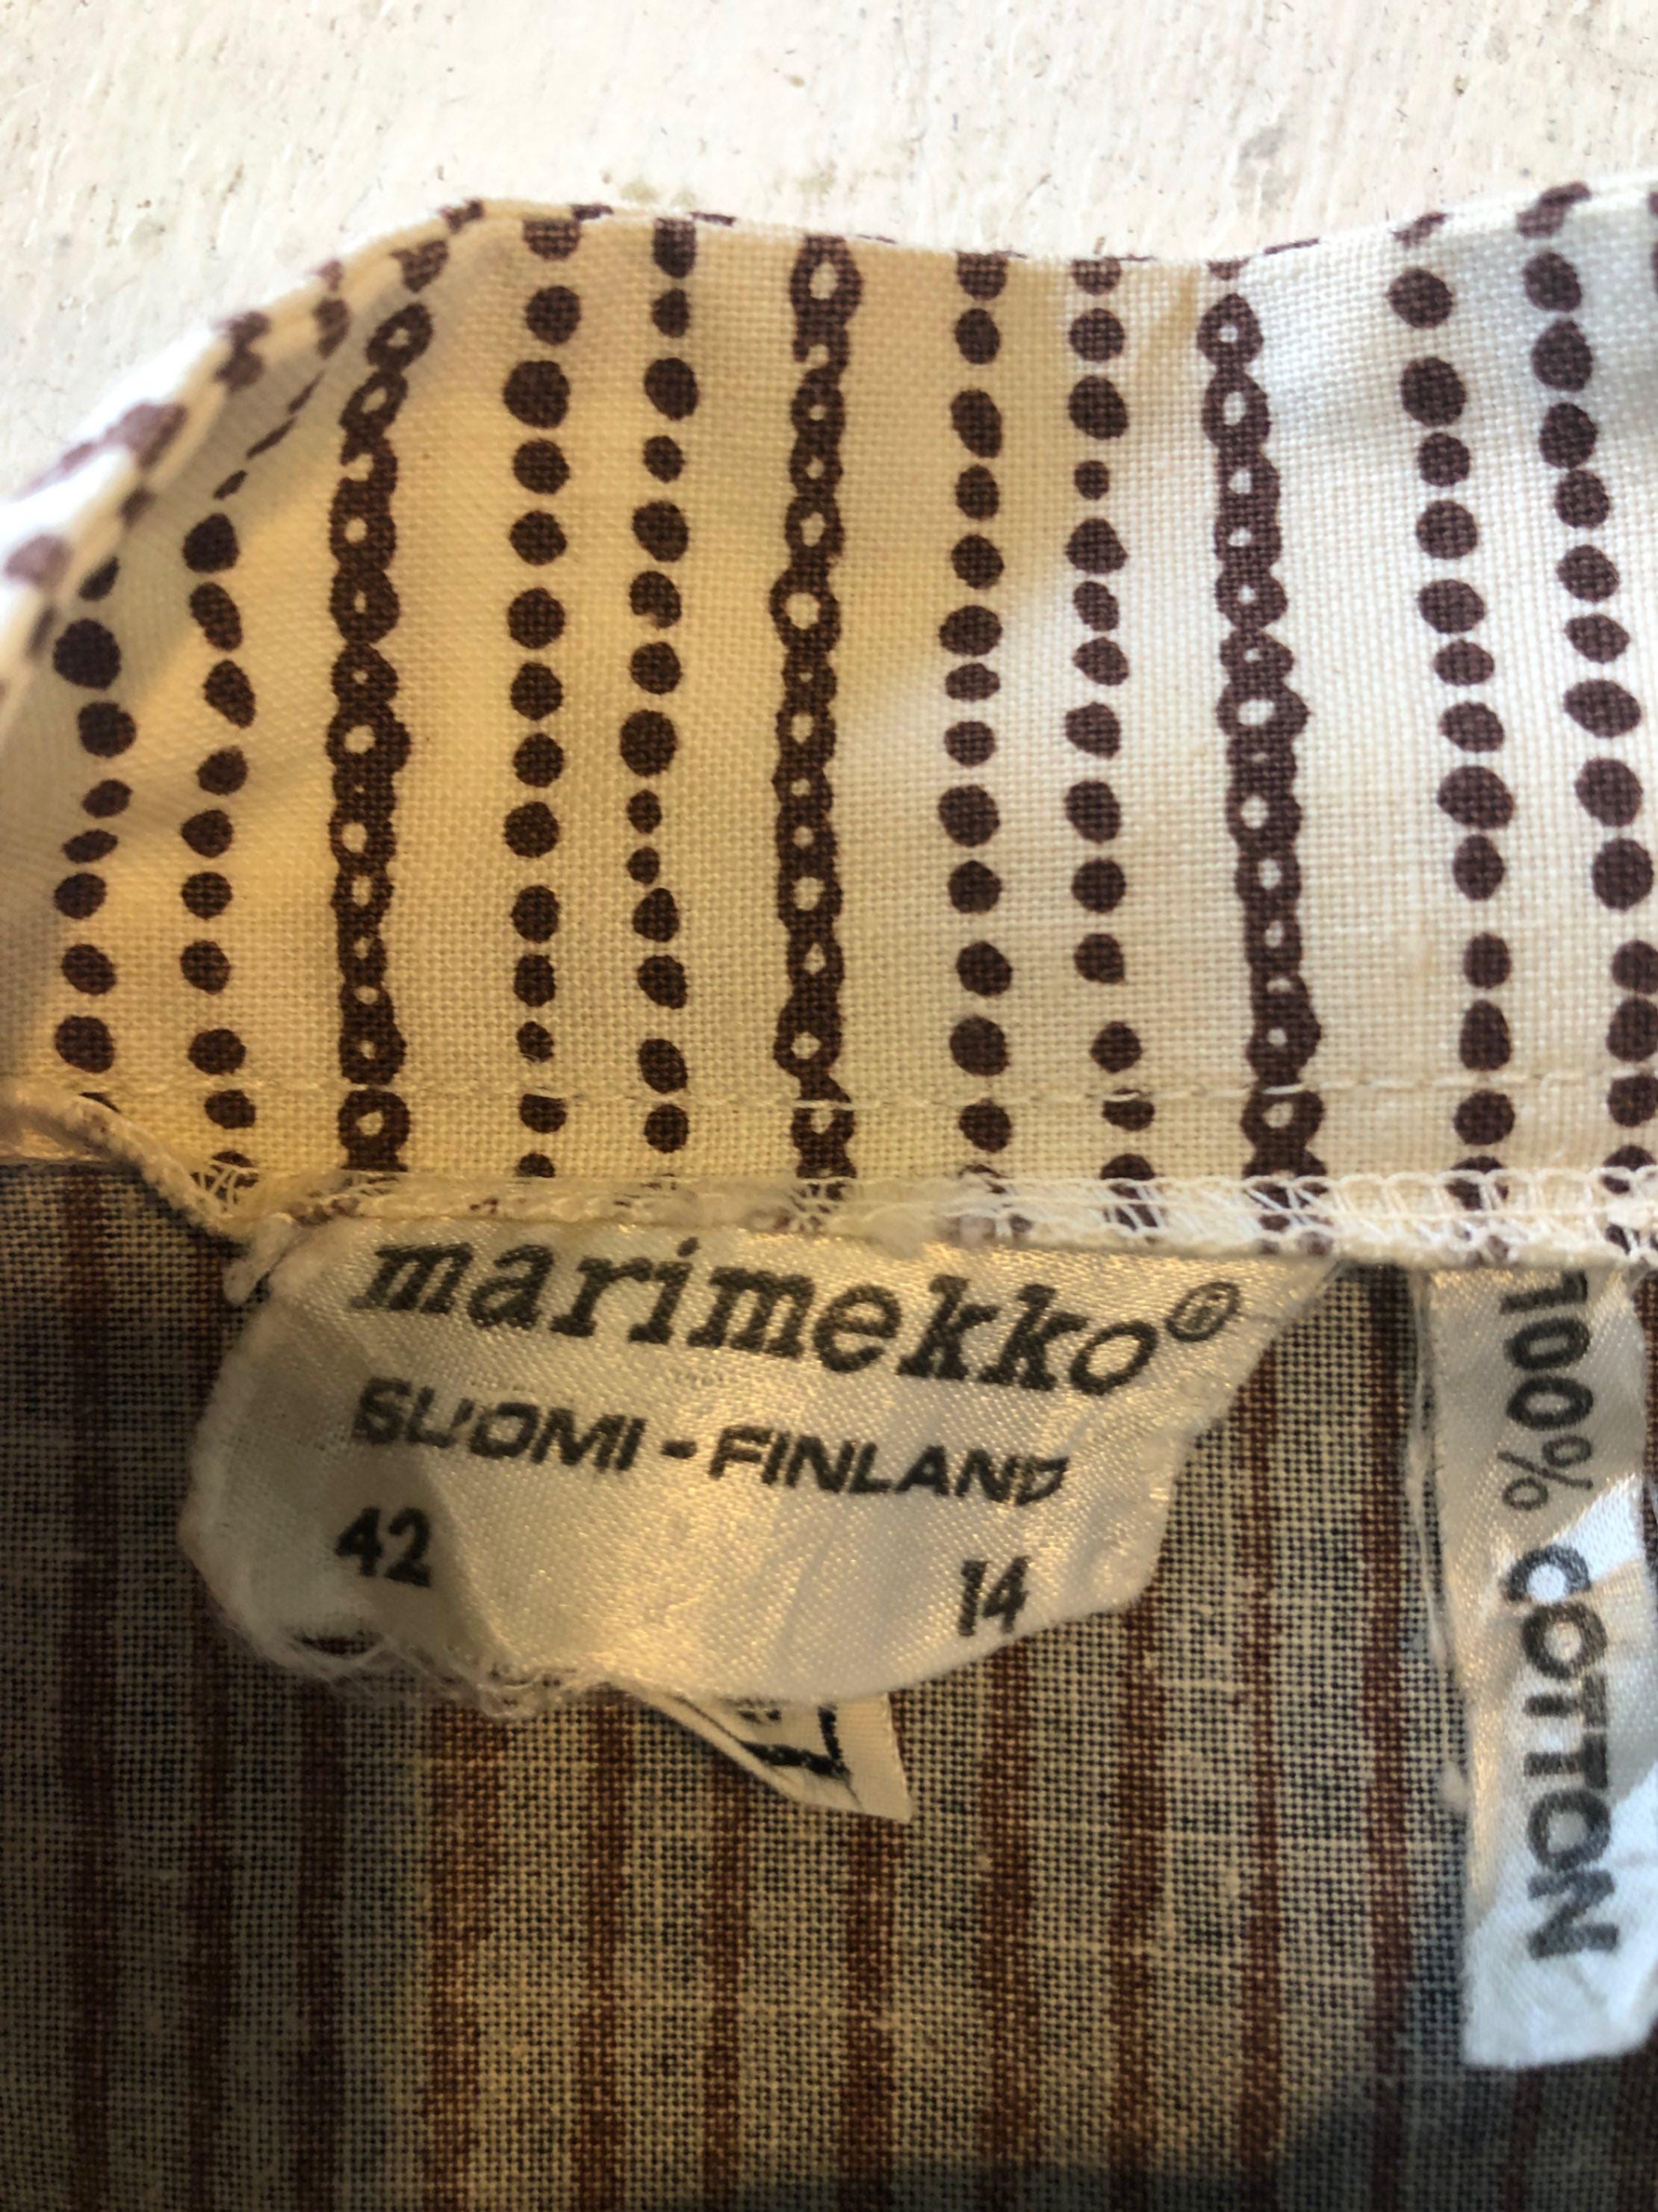 marimekko®
SUOMI - FINLAND
42 14
100% COTTON